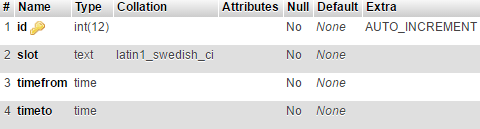 # Name Type Collation Attributes Null Default Extra
1 id int(12) No None AUTO_INCREMENT
2 slot text latin1_swedish_ci No None
3 timefrom time No None
4 timeto time No None